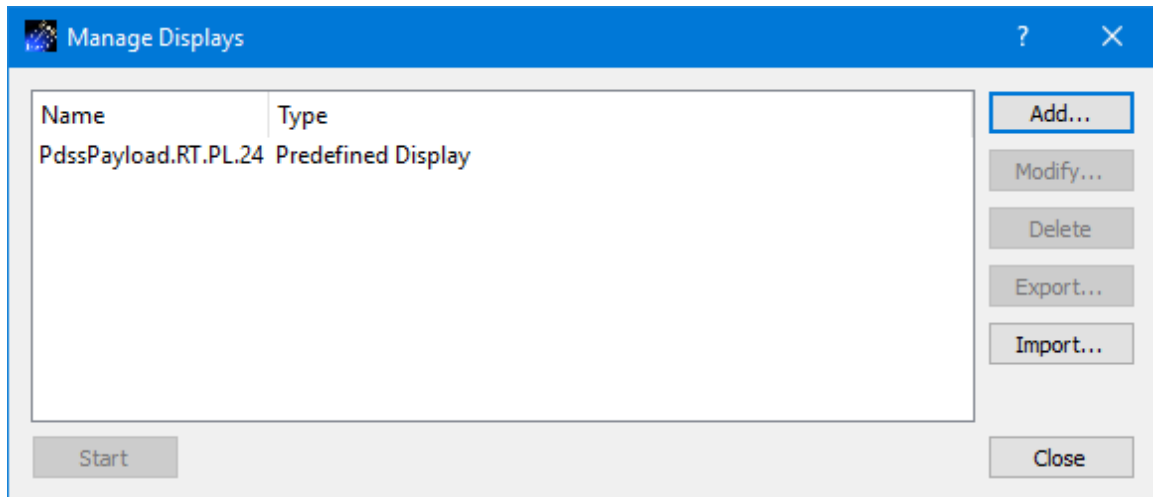 Manage Displays ?
Name Type Add...
PdssPayload.RT.PL.24 Predefined Display
Modify...
Delete
Export...
Import...
Start Close